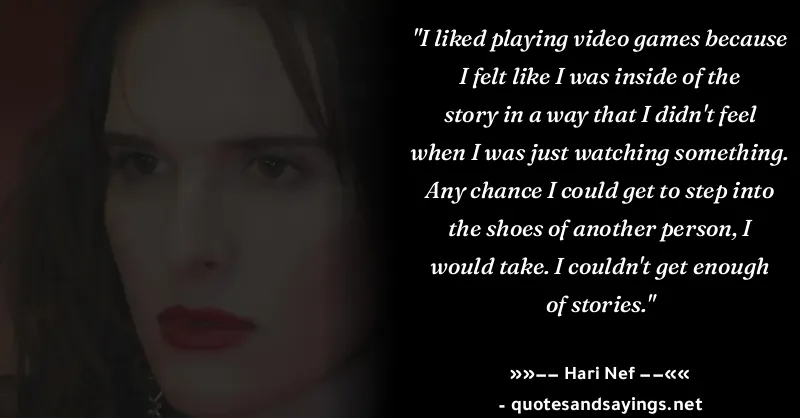 "I liked playing video games because
I felt like I was inside of the
story in a way that I didn't feel
when I was just watching something.
Any chance I could get to step into
the shoes of another person, I
would take. I couldn't get enough
of stories."
»»-- Hari Nef --««
- quotesandsayings.net